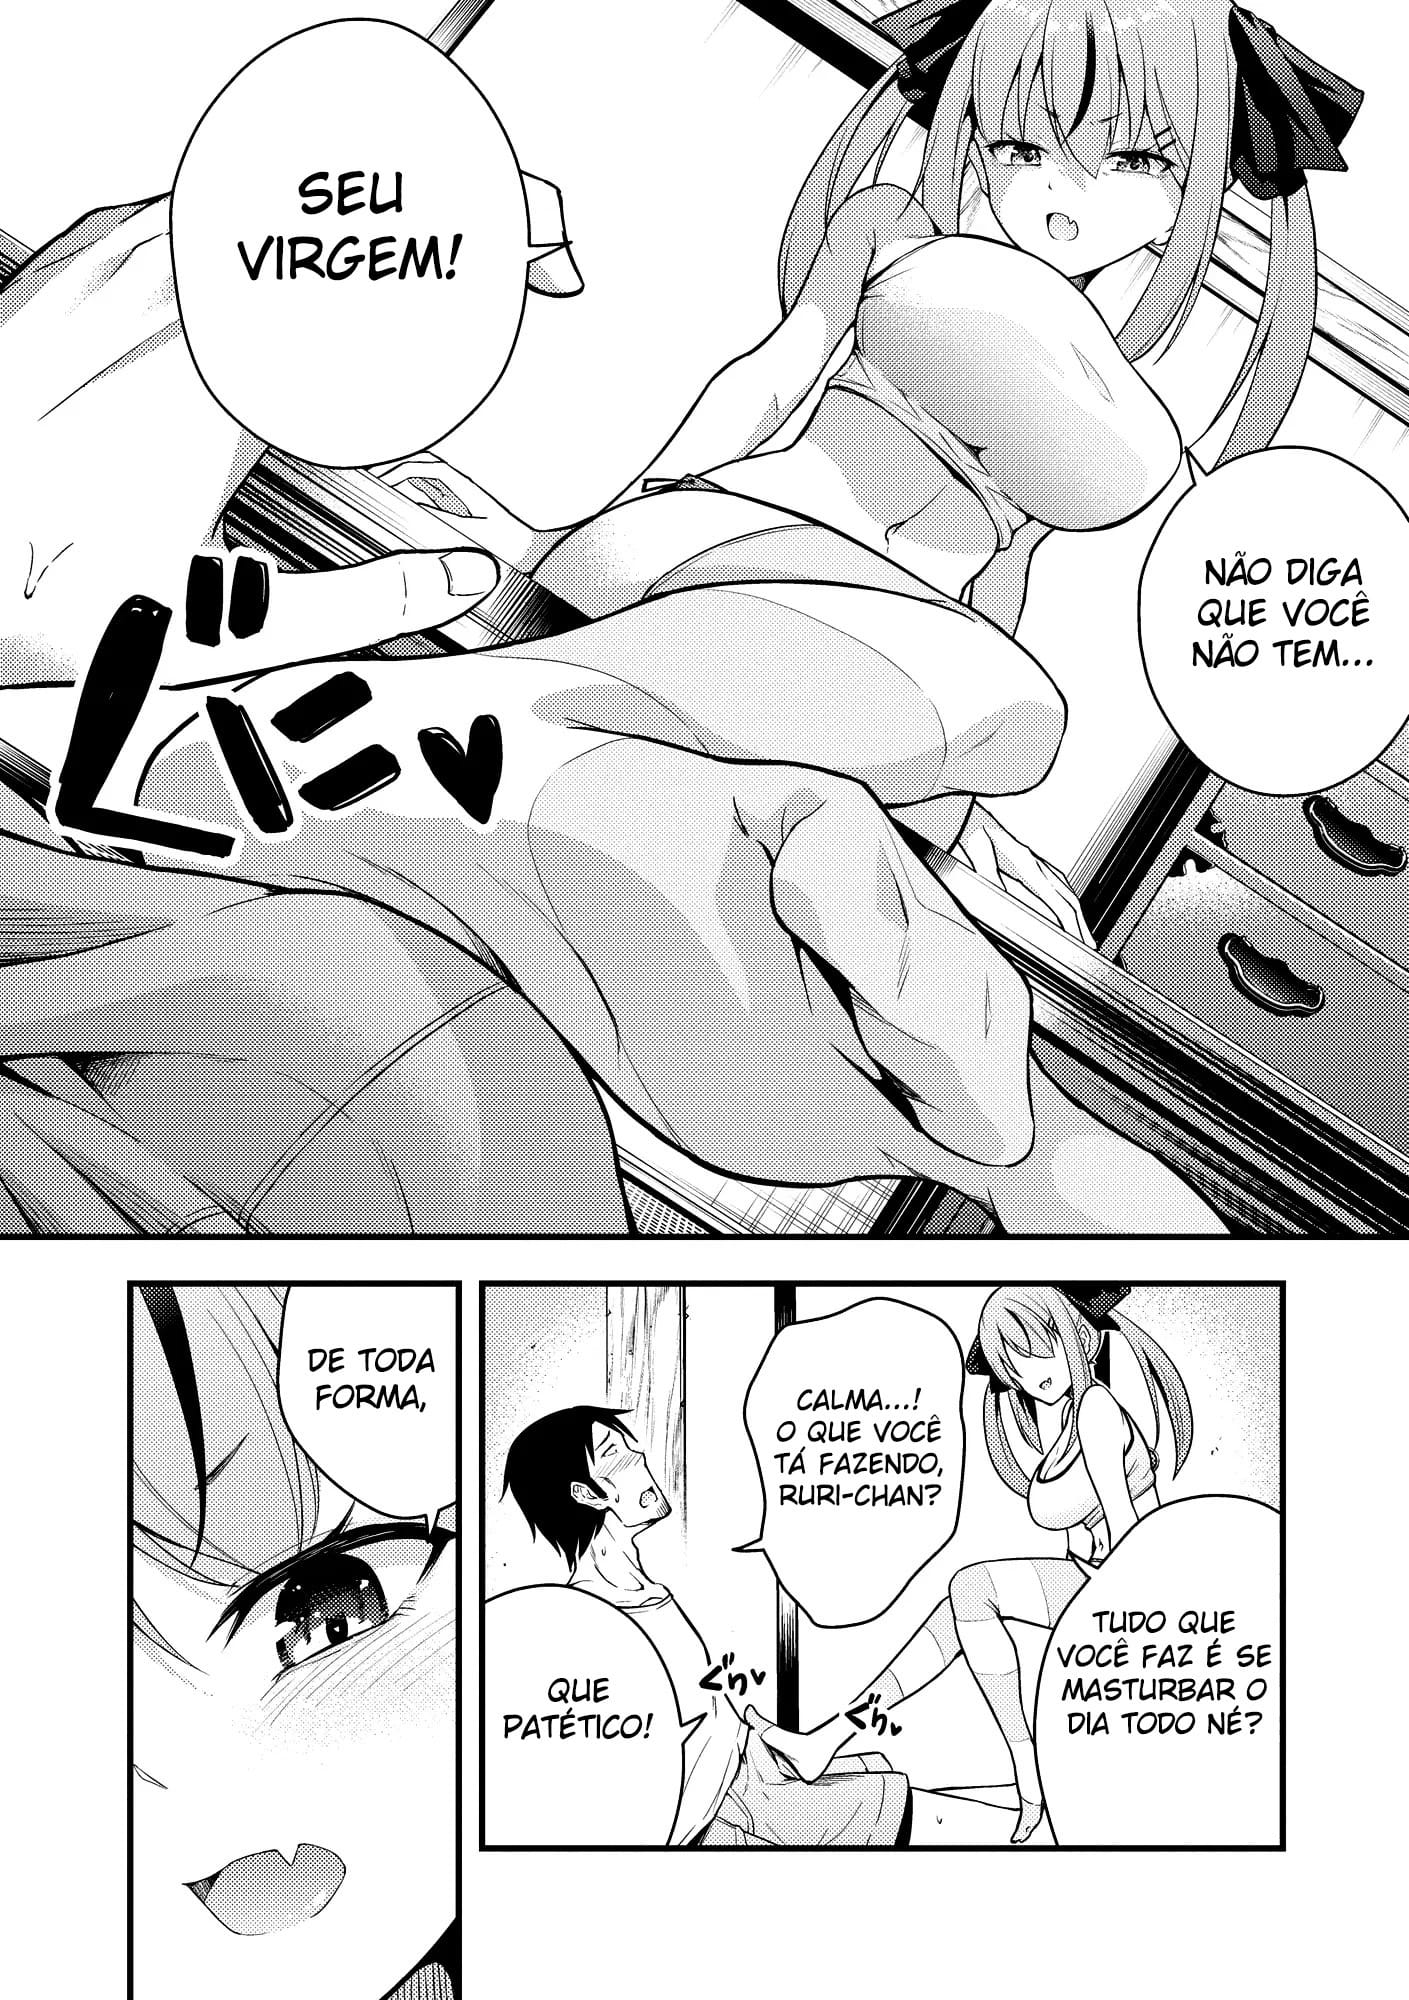 NÃO DIGA
QUE VOCÊ
NÃO TEM...
SEU
VIRGEM!
ぐに♥
CALMA...!
O QUE VOCÊ
TÁ FAZENDO,
RURI-CHAN?
TUDO QUE
VOCÊ FAZ É SE
MASTURBAR O
DIA TODO NÉ?
ぐり♥
ぐり♥
QUE
PATÉTICO!
DE TODA
FORMA,